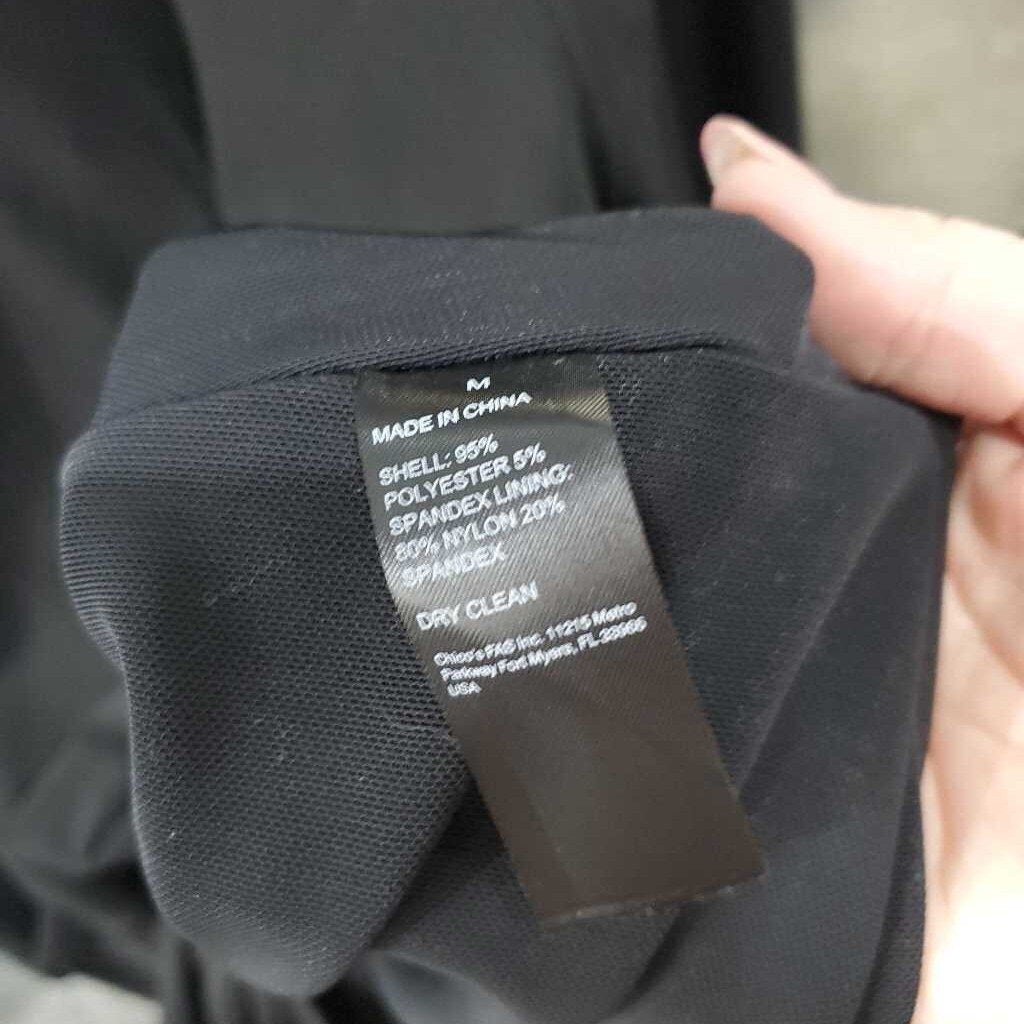 M
MADE IN CHINA
SHELL: 95%
POLYESTER 5%
SPANDEX LINING:
80% NYLON 20%
SPANDEX
DRY CLEAN
Chico's FAS Inc. 11215 Metro
Parkway Fort Myers, FL 33966
USA